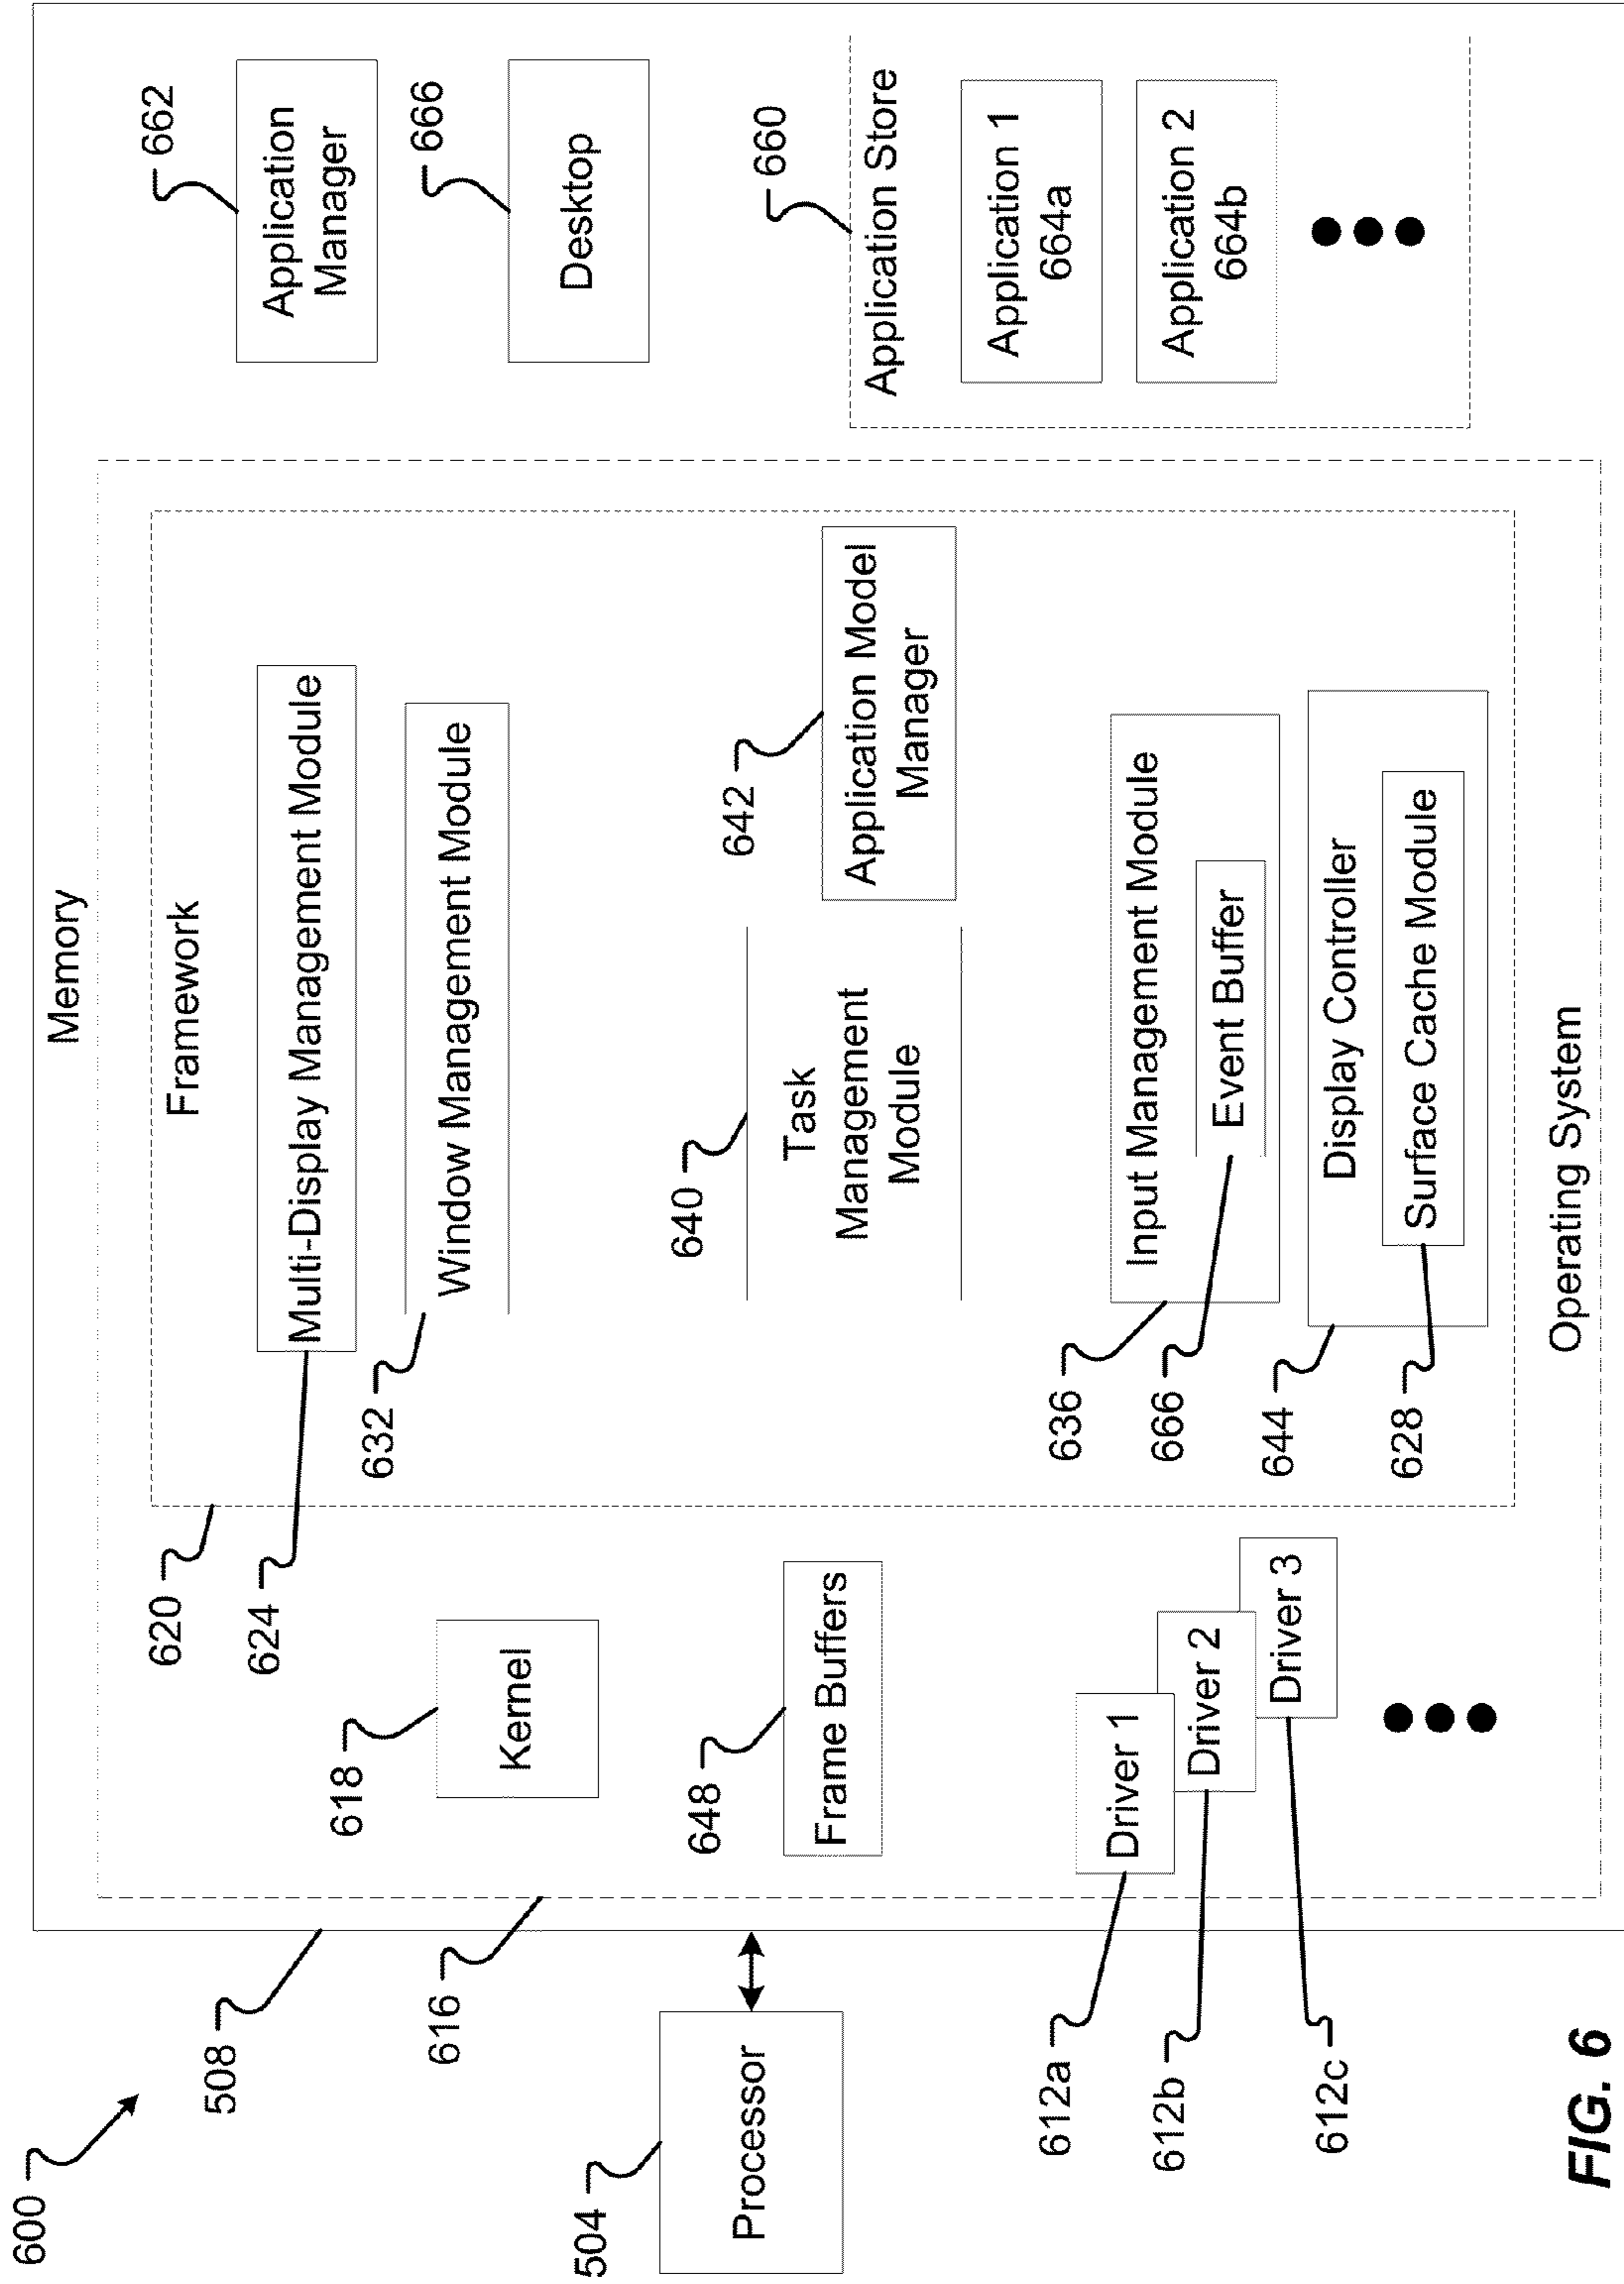 600
508
Memory
616
620
Framework
624
Multi-Display Management Module
632
Window Management Module
618
Kernel
640
Task
Management
Module
642
Application Model
Manager
648
Frame Buffers
504
Processor
636
Input Management Module
666
Event Buffer
644
Display Controller
628
Surface Cache Module
612a
Driver 1
612b
Driver 2
612c
Driver 3
Operating System
662
Application
Manager
666
Desktop
660
Application Store
Application 1
664a
Application 2
664b
FIG. 6